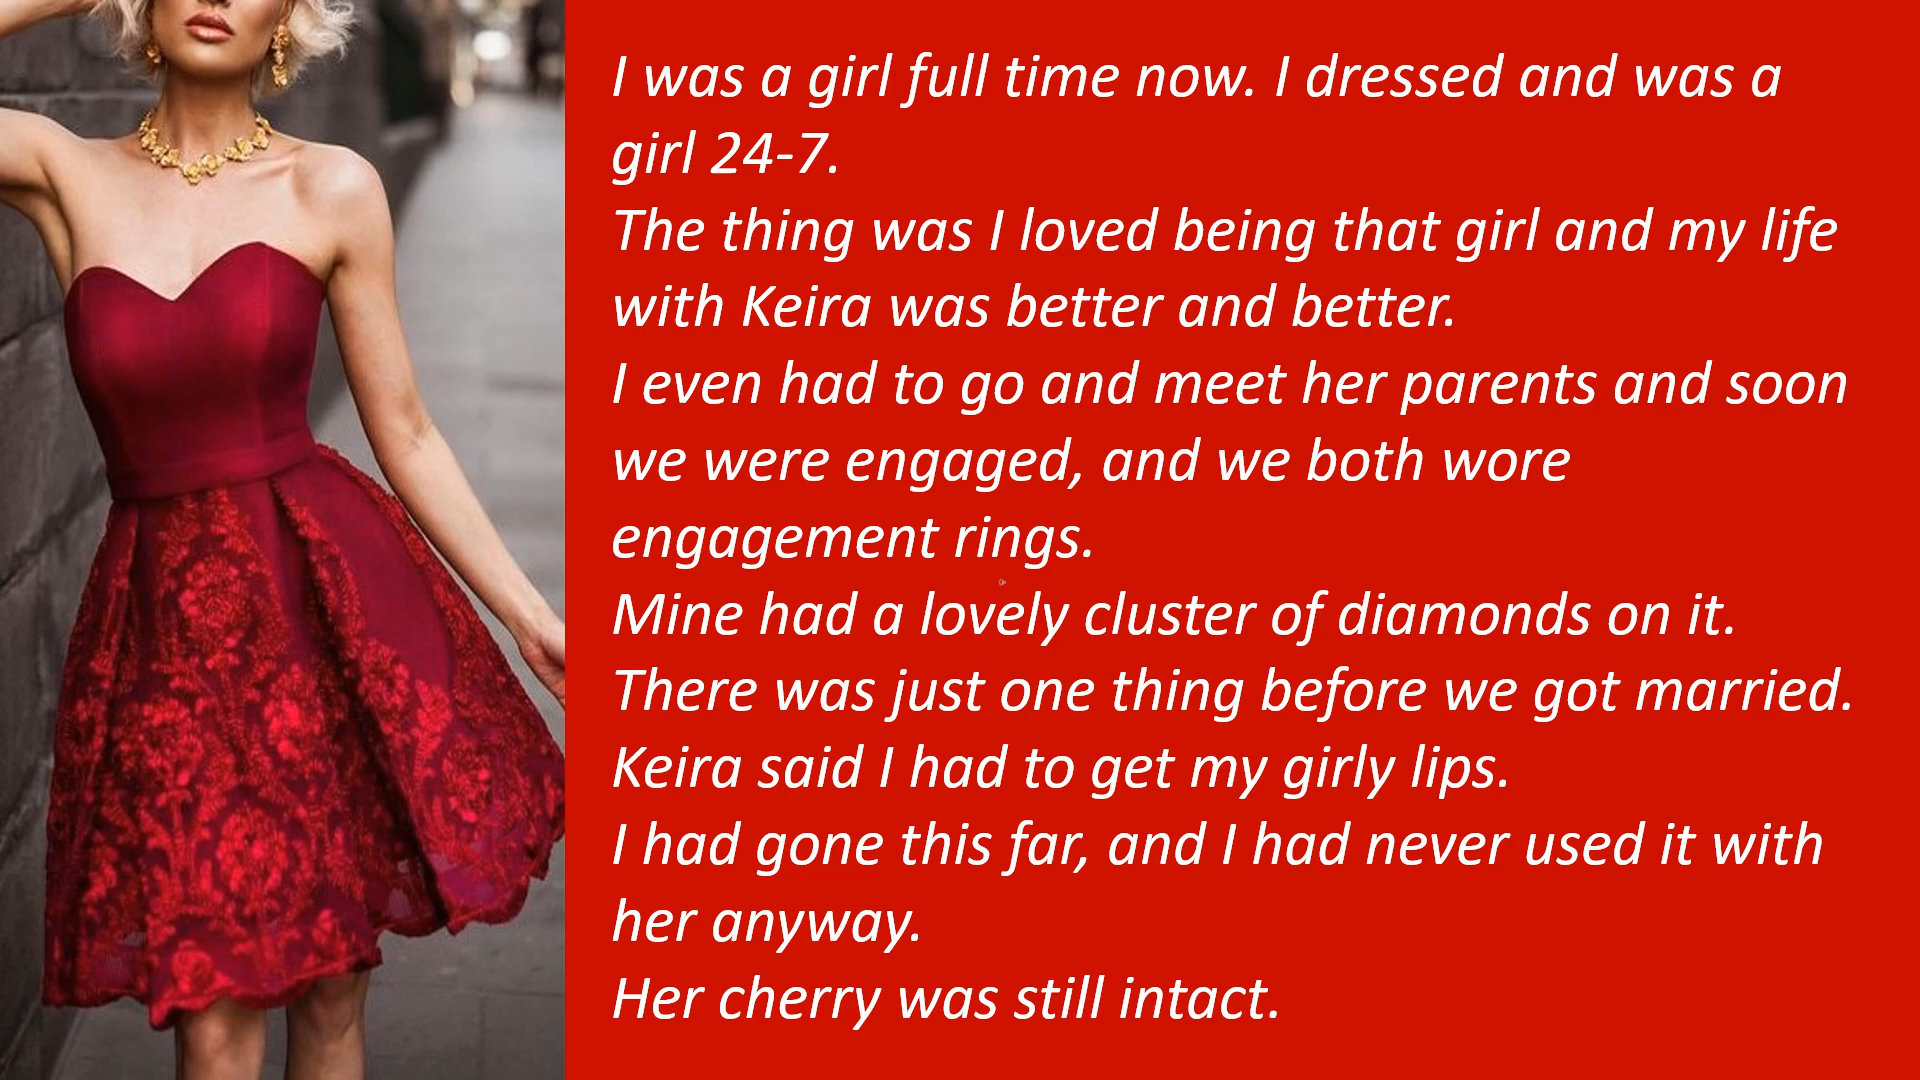 I was a girl full time now. I dressed and was a
girl 24-7.
The thing was I loved being that girl and my life
with Keira was better and better.
I even had to go and meet her parents and soon
we were engaged, and we both wore
engagement rings.
Mine had a lovely cluster of diamonds on it.
There was just one thing before we got married.
Keira said I had to get my girly lips.
I had gone this far, and I had never used it with
her anyway.
Her cherry was still intact.